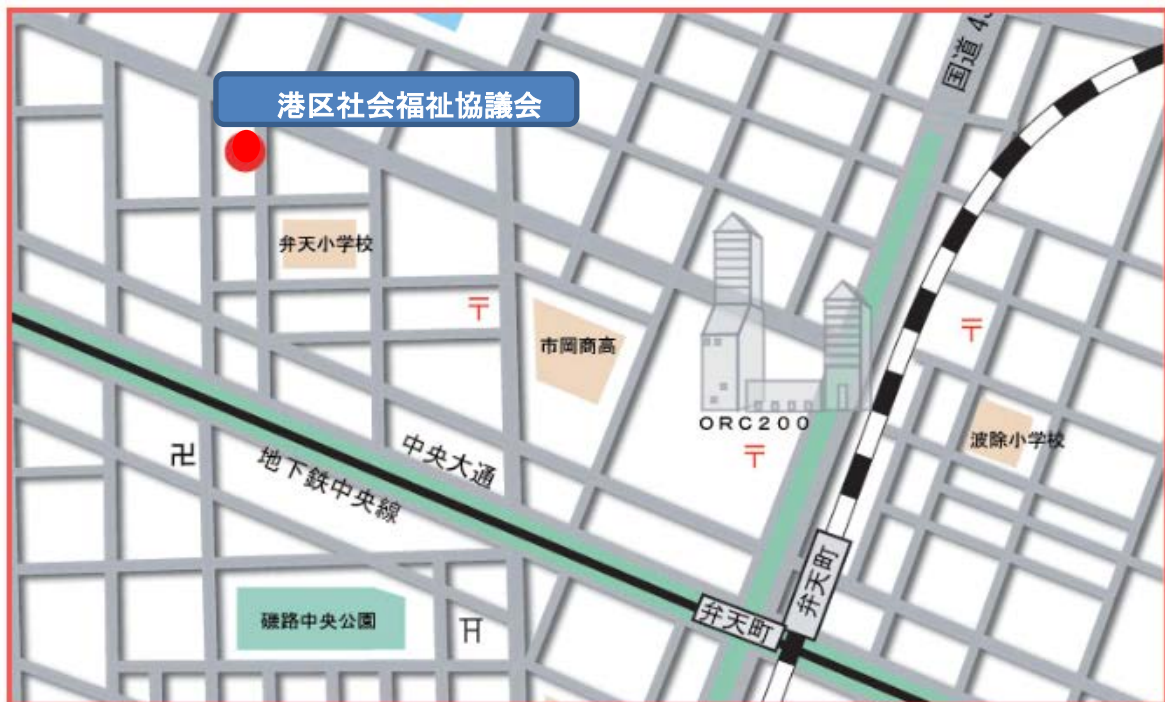 国道 43
港区社会福祉協議会
弁天小学校
市岡商高
ORC200
波除小学校
中央大通
地下鉄中央線
弁天町
弁天町
磯路中央公園